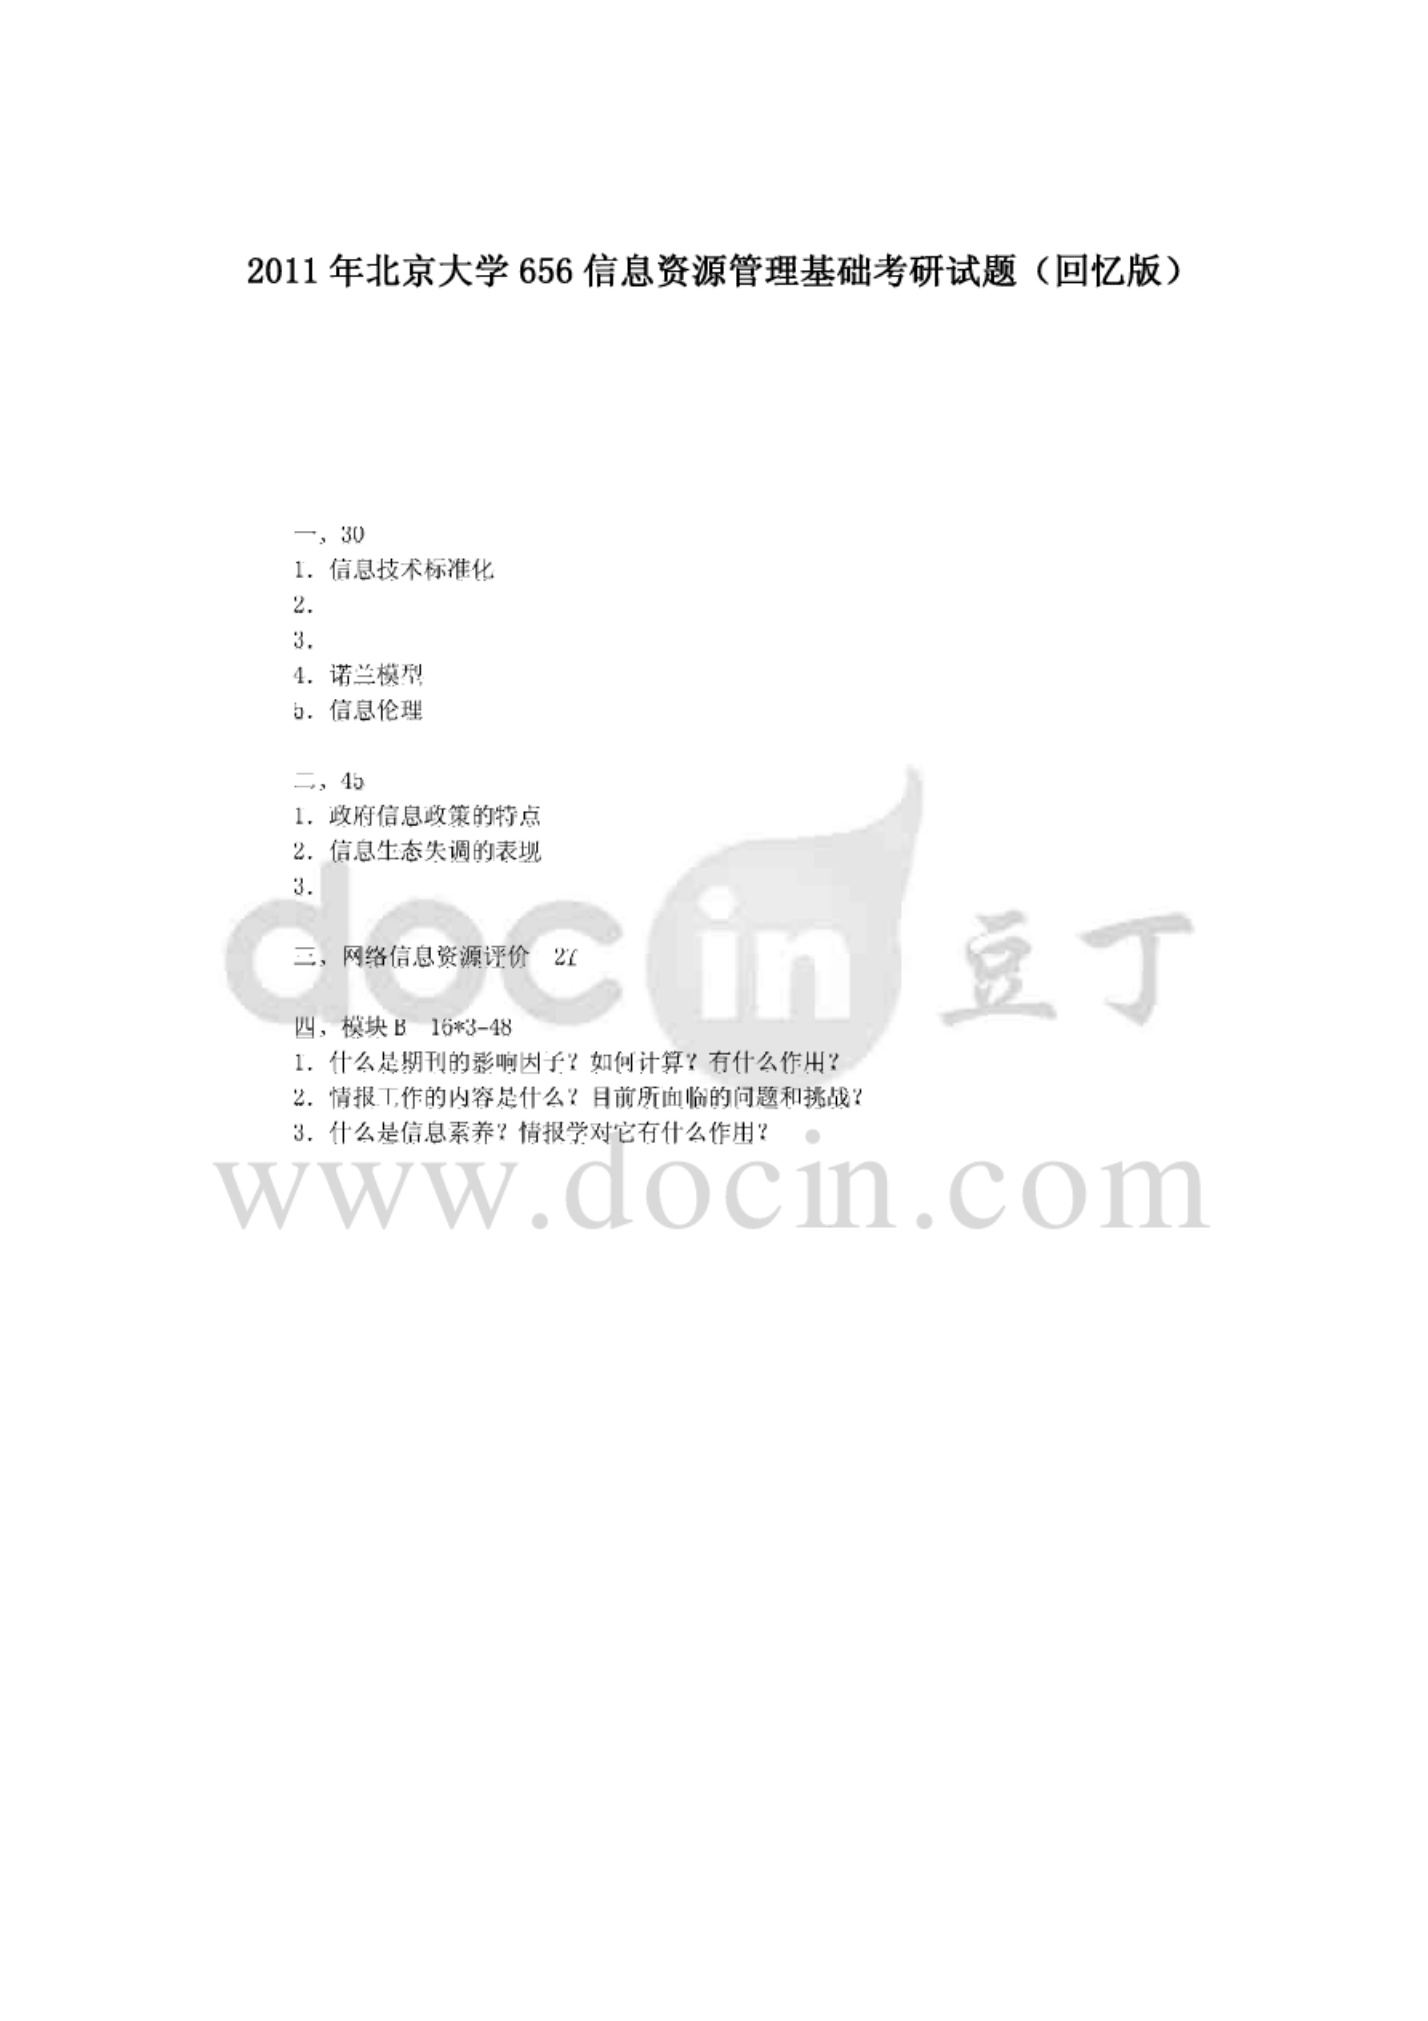 2011年北京大学656信息资源管理基础考研试题（回忆版）
一，30
1．信息技术标准化
2．
3．
4．诺兰模型
5．信息伦理
二，45
1．政府信息政策的特点
2．信息生态失调的表现
3．
三，网络信息资源评价 27
四，模块B 16*3-48
1．什么是期刊的影响因子？如何计算？有什么作用？
2．情报工作的内容是什么？目前所面临的问题和挑战？
3．什么是信息素养？情报学对它有什么作用？
docin 豆丁
www.docin.com